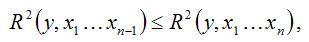 R²(y, x₁…xₙ₋₁) ≤ R²(y, x₁…xₙ),